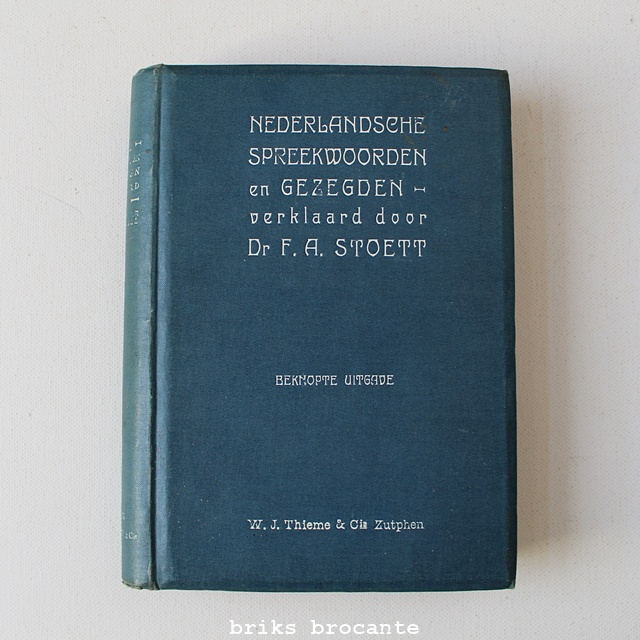 NEDERLANDSCHE
SPREEKWOORDEN
en GEZEGDEN
verklaard door
Dr F. A. STOETT
BEKNOPTE UITGAVE
W. J. Thieme & Cie Zutphen
briks brocante